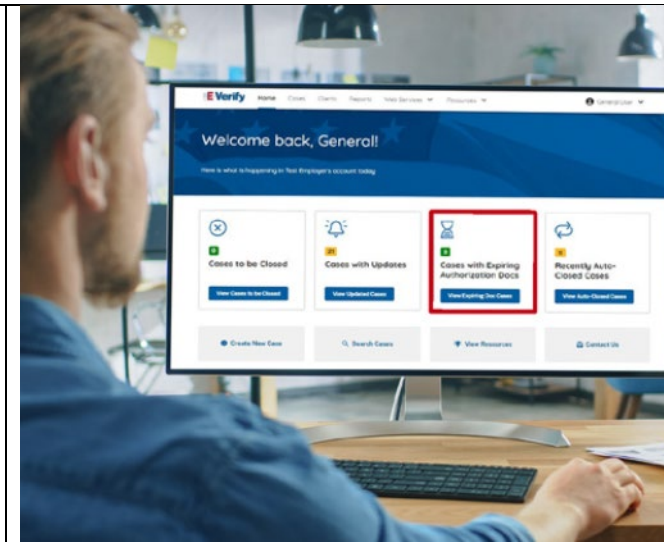 E-Verify Home Cases Clients Reports Web Services Resources General User
Welcome back, General!
Here is what is happening in Test Employer's account today
Cases to be Closed
View Cases to be Closed
21
Cases with Updates
View Updated Cases
Cases with Expiring
Authorization Docs
View Expiring Doc Cases
Recently Auto-
Closed Cases
View Auto-Closed Cases
Create New Case
Search Cases
View Resources
Contact Us